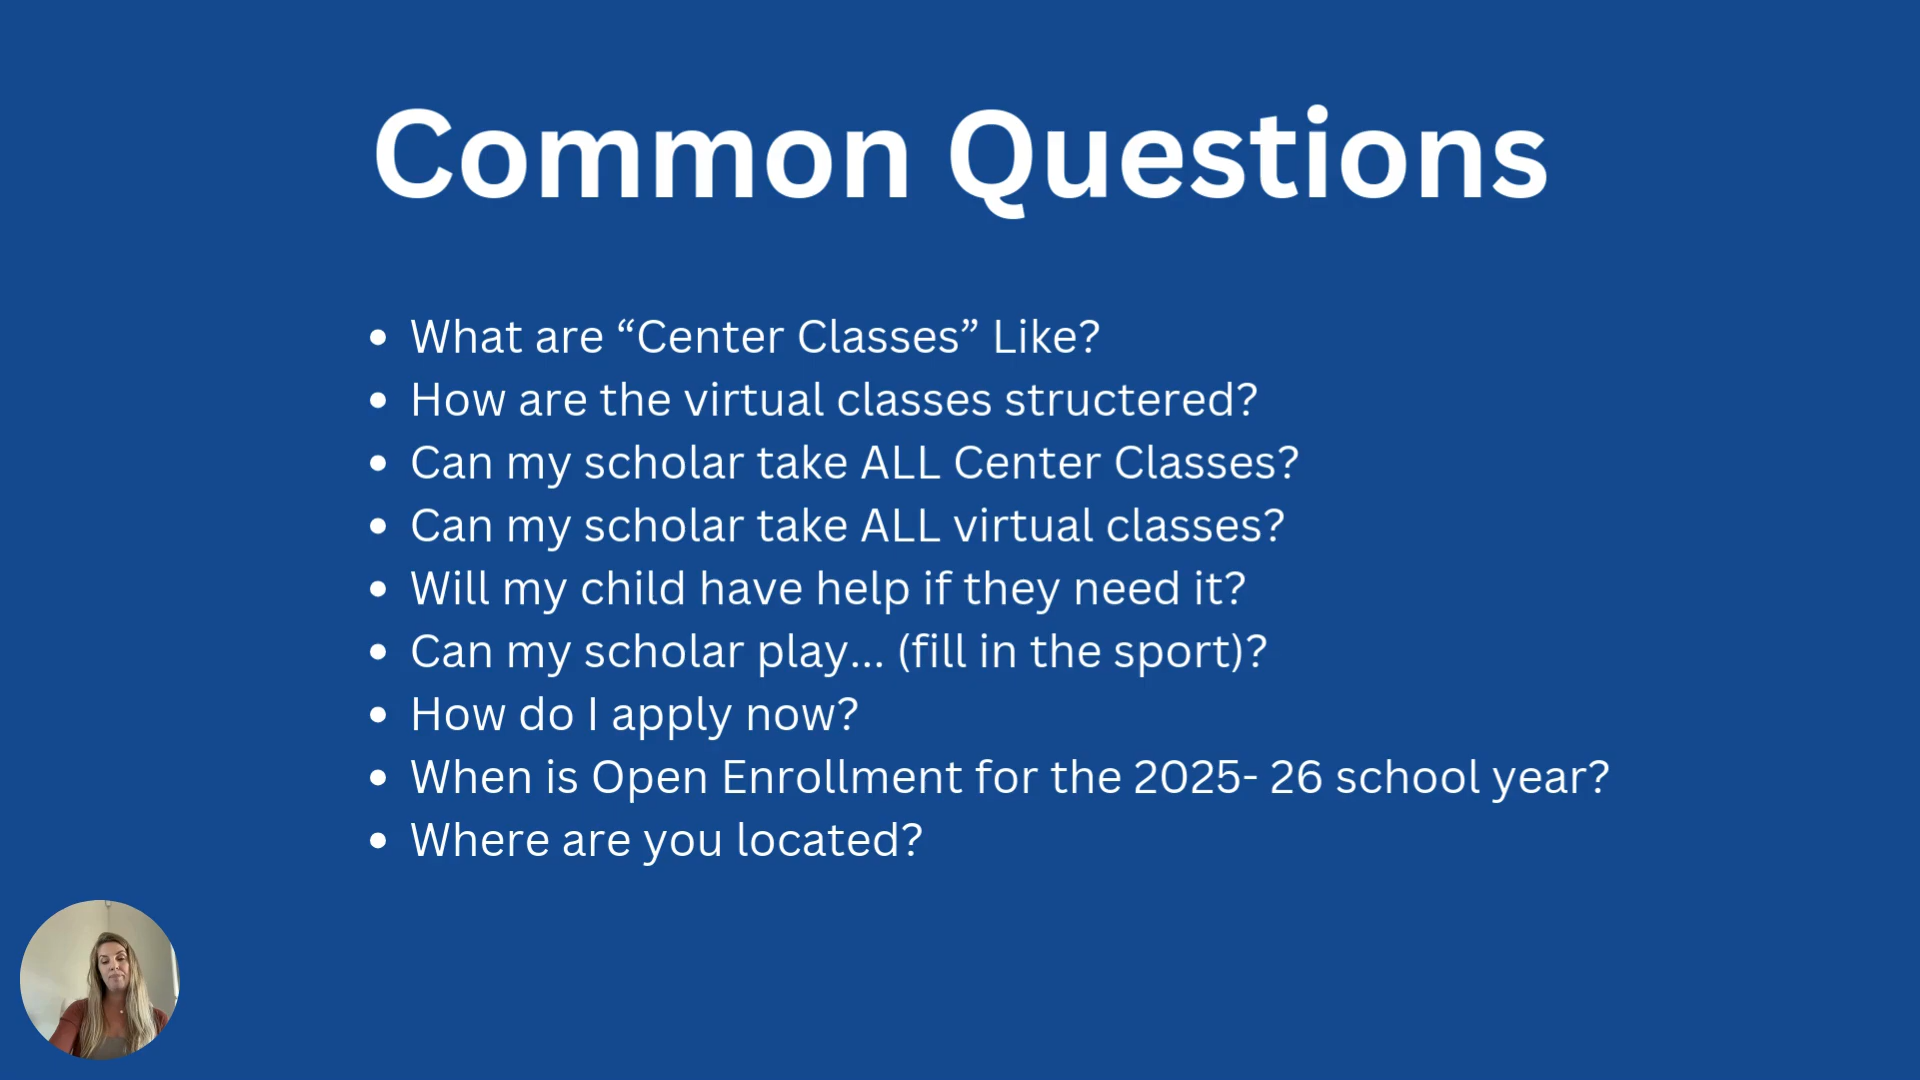 Common Questions
• What are “Center Classes” Like?
• How are the virtual classes structered?
• Can my scholar take ALL Center Classes?
• Can my scholar take ALL virtual classes?
• Will my child have help if they need it?
• Can my scholar play... (fill in the sport)?
• How do I apply now?
• When is Open Enrollment for the 2025- 26 school year?
• Where are you located?